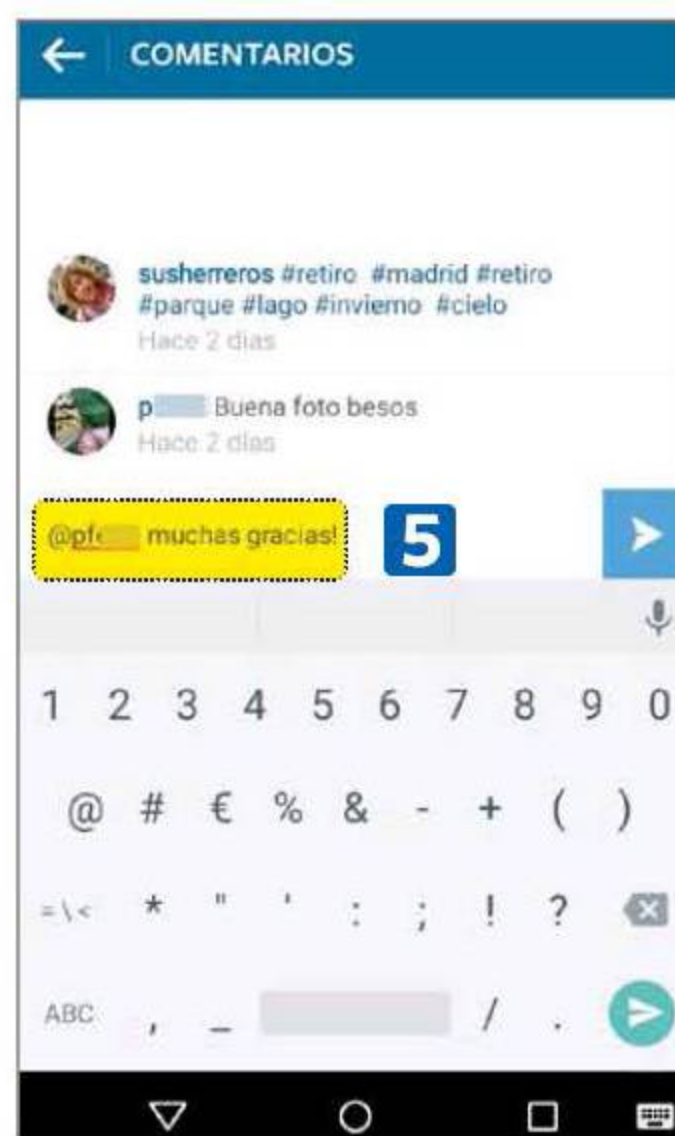 COMENTARIOS
susherreros #retiro #madrid #retiro
#parque #lago #invierno #cielo
Hace 2 días
Buena foto besos
Hace 2 días
muchas gracias!
5
1 2 3 4 5 6 7 8 9 0
@ # € % & - + ( )
= \ < * " ' : ; ! ?
ABC , _ / .